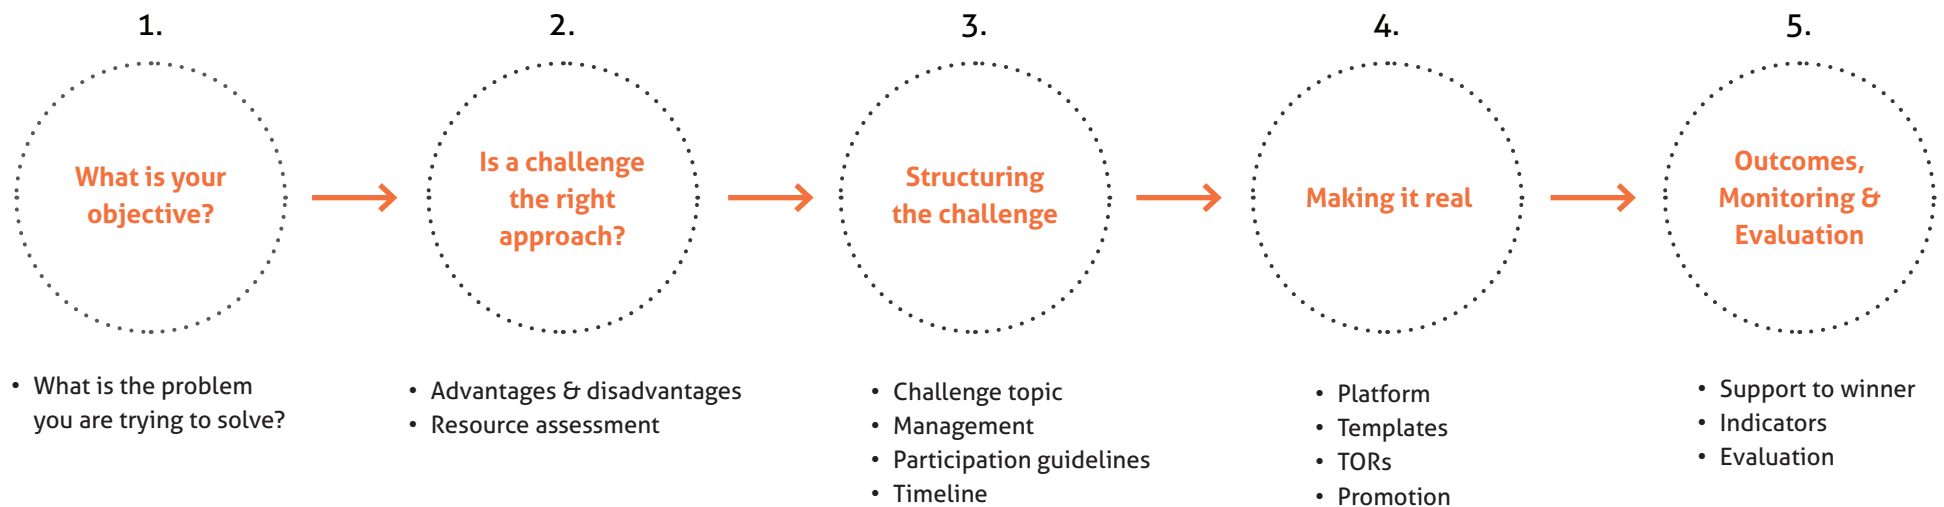 1.
What is your
objective?
• What is the problem
you are trying to solve?
2.
Is a challenge
the right
approach?
• Advantages & disadvantages
• Resource assessment
3.
Structuring
the challenge
• Challenge topic
• Management
• Participation guidelines
• Timeline
4.
Making it real
• Platform
• Templates
• TORs
• Promotion
5.
Outcomes,
Monitoring &
Evaluation
• Support to winner
• Indicators
• Evaluation